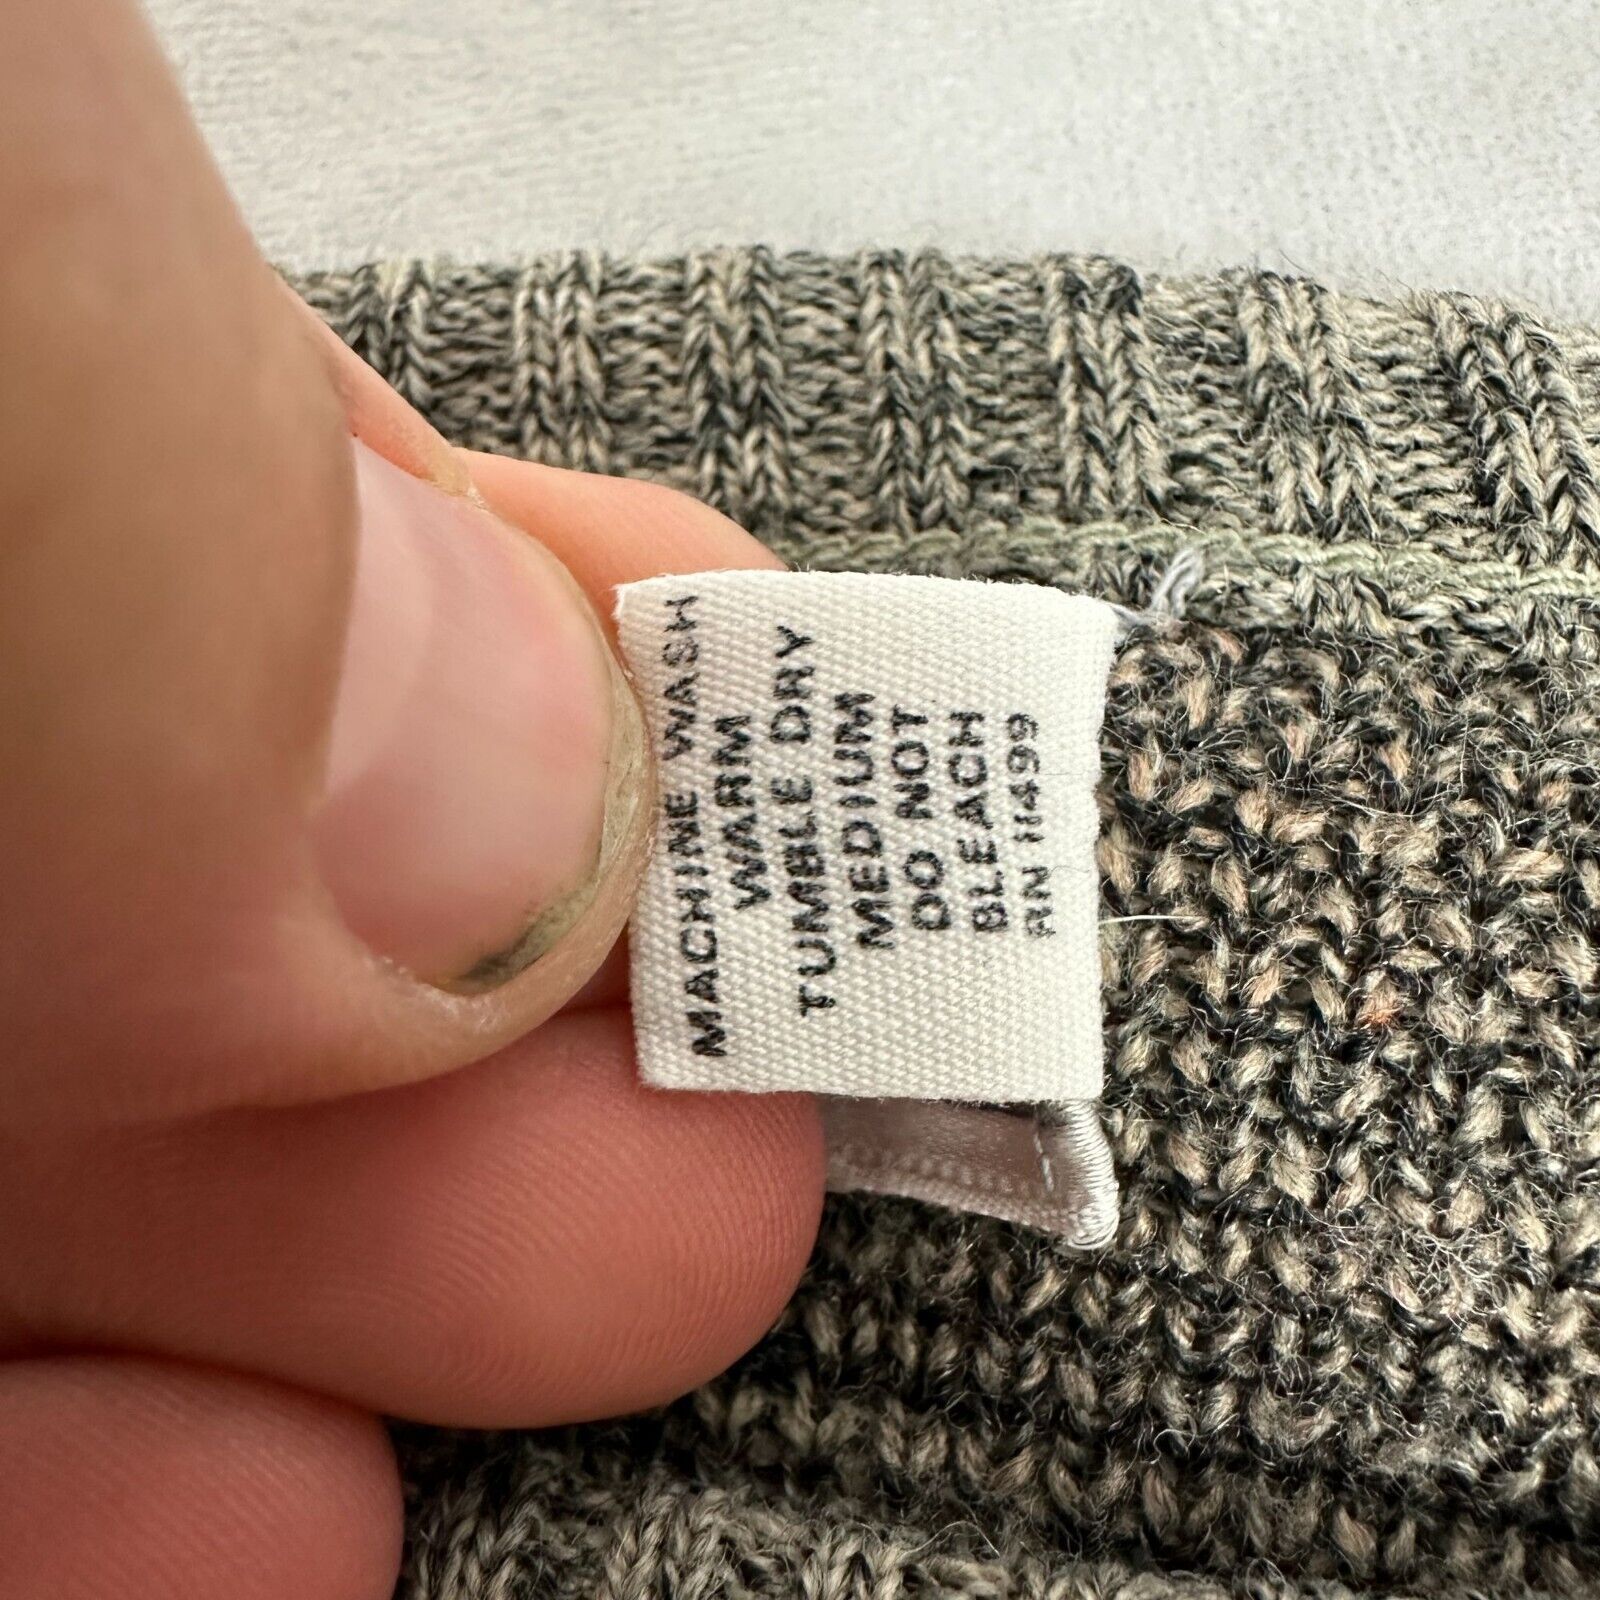 MACHINE WASH
WARM
TUMBLE DRY
MEDIUM
DO NOT
BLEACH
RN 11499